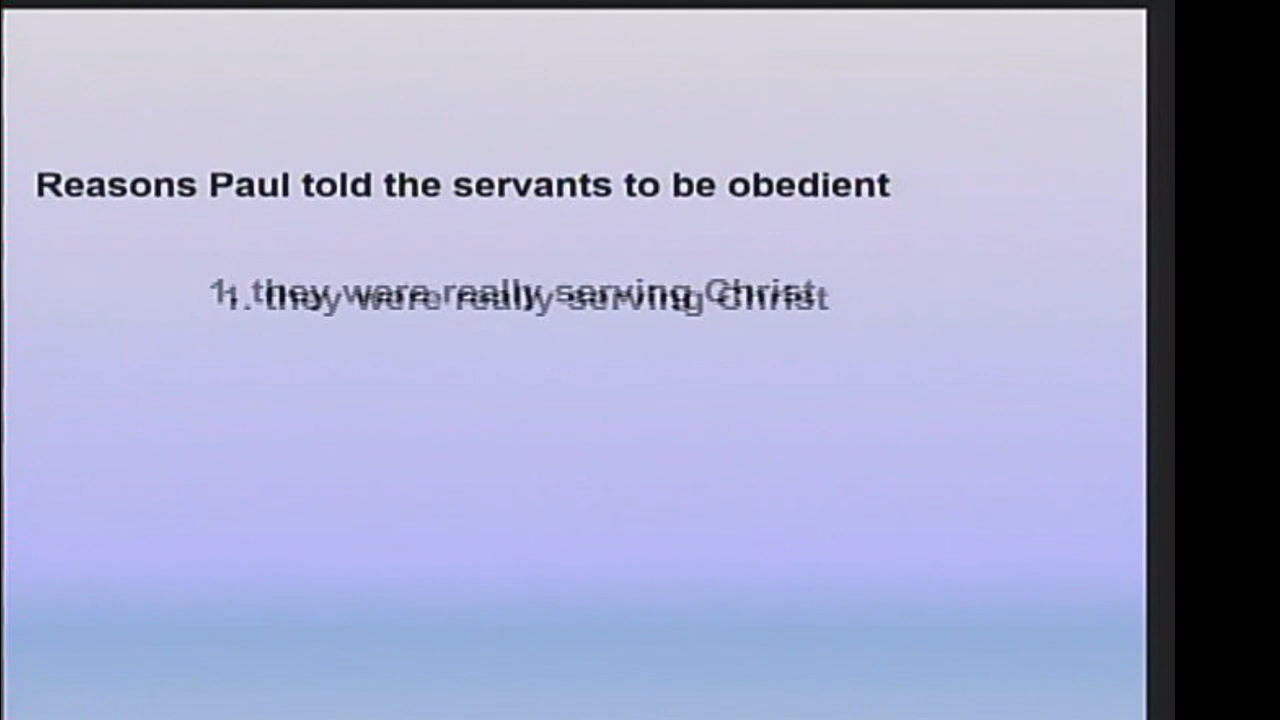 Reasons Paul told the servants to be obedient
1. they were really serving Christ